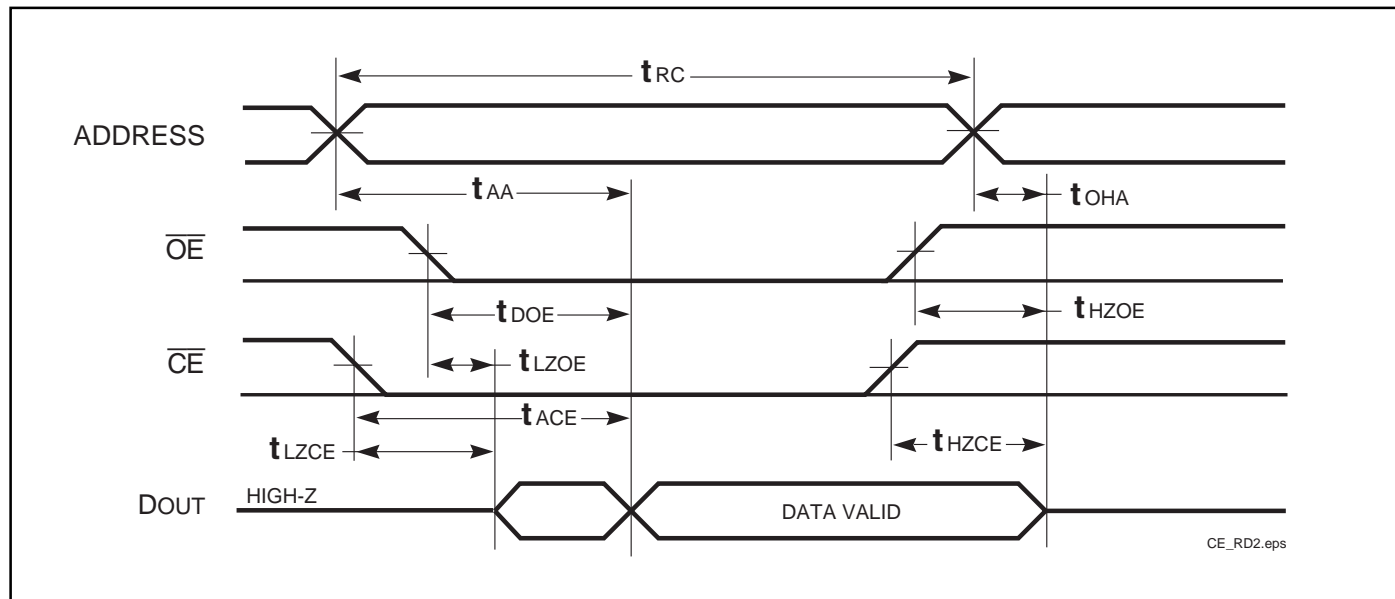 tRC
ADDRESS
tAA
tOHA
OE
tDOE
tHZOE
CE
tLZOE
tACE
tLZCE
tHZCE
DOUT
HIGH-Z
DATA VALID
CE_RD2.eps